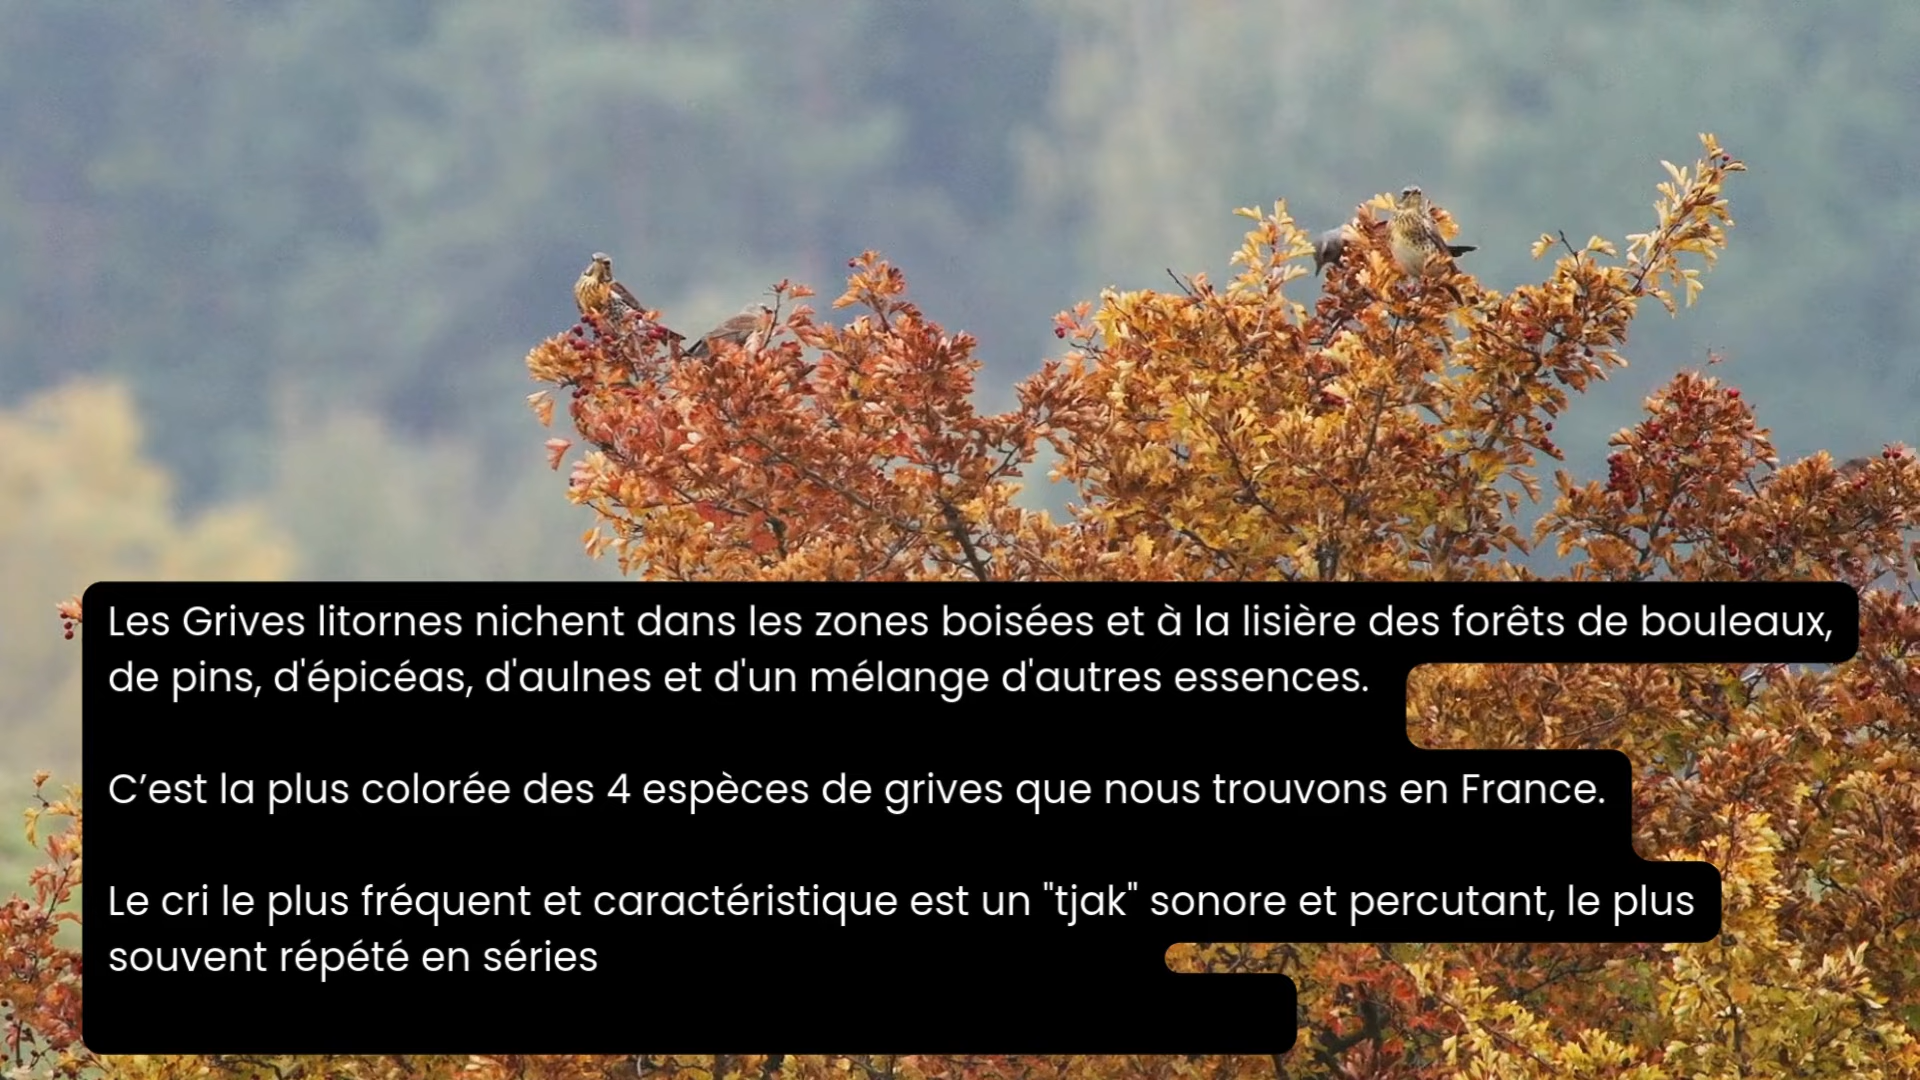 Les Grives litornes nichent dans les zones boisées et à la lisière des forêts de bouleaux,
de pins, d'épicéas, d'aulnes et d'un mélange d'autres essences.
C’est la plus colorée des 4 espèces de grives que nous trouvons en France.
Le cri le plus fréquent et caractéristique est un "tjak" sonore et percutant, le plus
souvent répété en séries